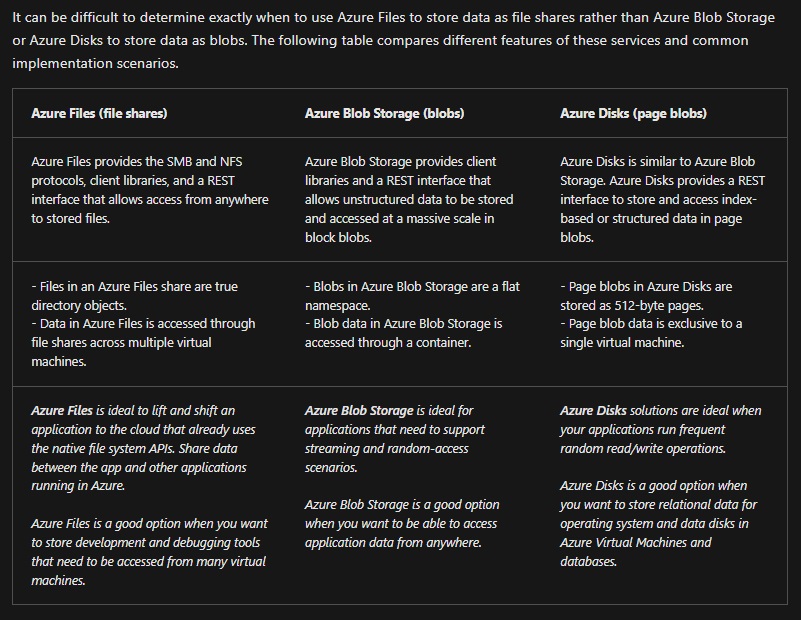 It can be difficult to determine exactly when to use Azure Files to store data as file shares rather than Azure Blob Storage
or Azure Disks to store data as blobs. The following table compares different features of these services and common
implementation scenarios.
Azure Files (file shares)
Azure Blob Storage (blobs)
Azure Disks (page blobs)
Azure Files provides the SMB and NFS
protocols, client libraries, and a REST
interface that allows access from anywhere
to stored files.
Azure Blob Storage provides client
libraries and a REST interface that
allows unstructured data to be stored
and accessed at a massive scale in
block blobs.
Azure Disks is similar to Azure Blob
Storage. Azure Disks provides a REST
interface to store and access index-
based or structured data in page
blobs.
- Files in an Azure Files share are true
directory objects.
- Data in Azure Files is accessed through
file shares across multiple virtual
machines.
- Blobs in Azure Blob Storage are a flat
namespace.
- Blob data in Azure Blob Storage is
accessed through a container.
- Page blobs in Azure Disks are
stored as 512-byte pages.
- Page blob data is exclusive to a
single virtual machine.
Azure Files is ideal to lift and shift an
application to the cloud that already uses
the native file system APIs. Share data
between the app and other applications
running in Azure.
Azure Files is a good option when you want
to store development and debugging tools
that need to be accessed from many virtual
machines.
Azure Blob Storage is ideal for
applications that need to support
streaming and random-access
scenarios.
Azure Blob Storage is a good option
when you want to be able to access
application data from anywhere.
Azure Disks solutions are ideal when
your applications run frequent
random read/write operations.
Azure Disks is a good option when
you want to store relational data for
operating system and data disks in
Azure Virtual Machines and
databases.